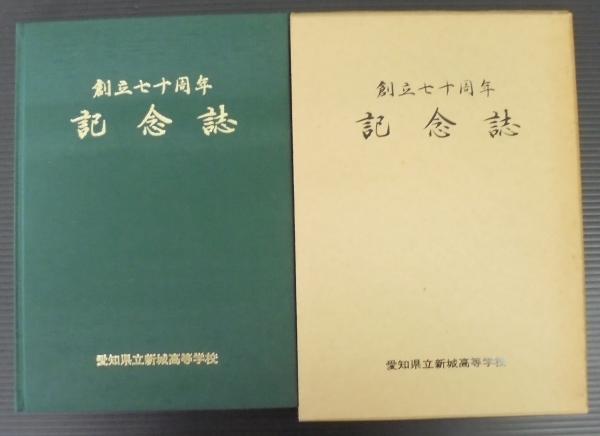 創立七十周年
記念誌
愛知県立新城高等学校
創立七十周年
記念誌
愛知県立新城高等学校